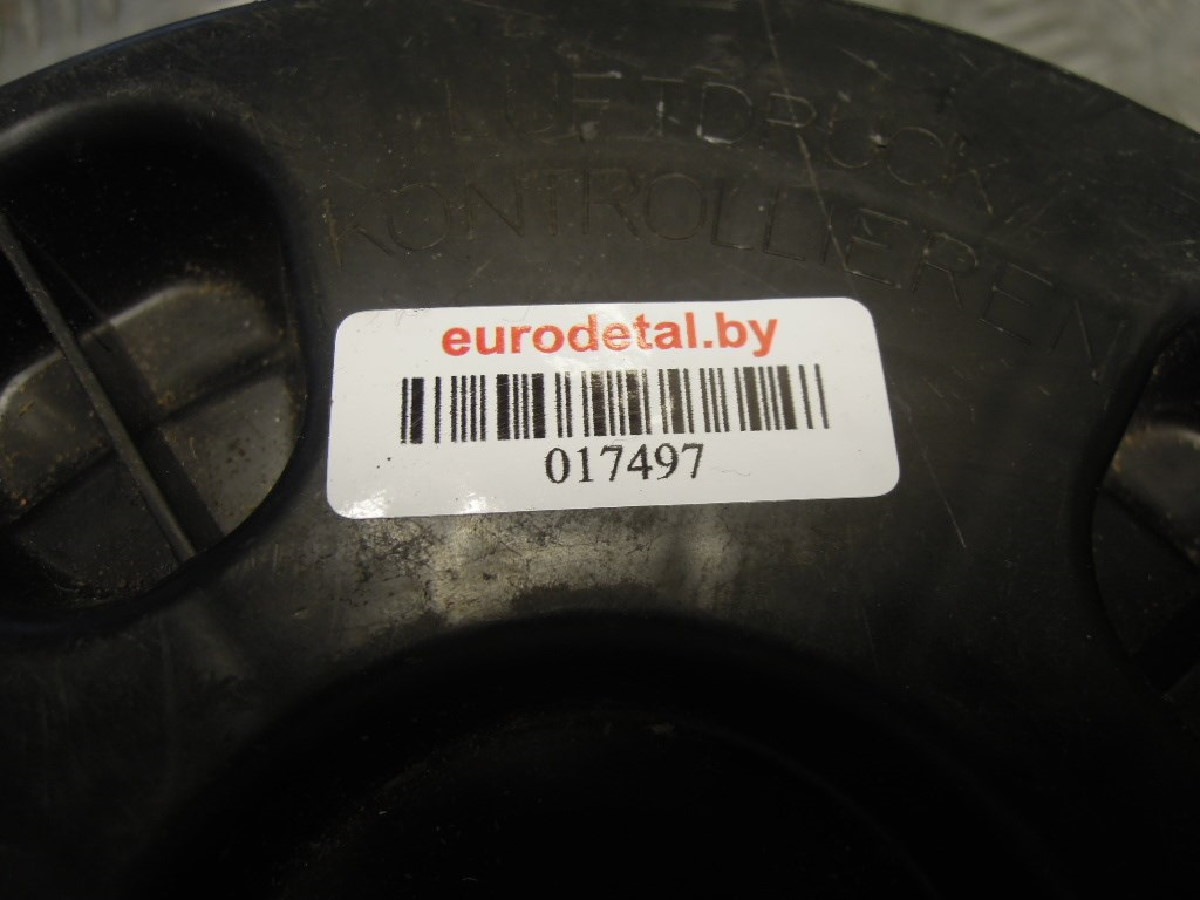 LUFTDRUCK
KONTROLLIEREN
eurodetal.by
017497